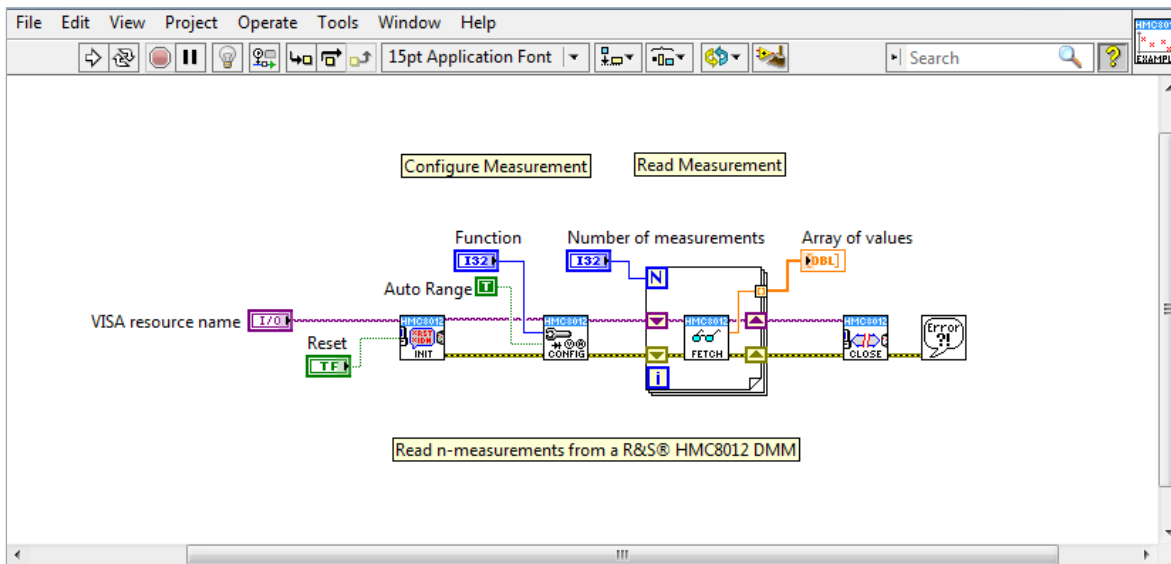 File Edit View Project Operate Tools Window Help
15pt Application Font
Search
EXAMPL
Configure Measurement
Read Measurement
Function
Number of measurements
Array of values
I32
I32
DBL
N
Auto Range
T
VISA resource name
I/O
HMC8012
INIT
HMC8012
CONFIG
HMC8012
FETCH
HMC8012
CLOSE
Error
?!
Reset
TF
i
Read n-measurements from a R&S® HMC8012 DMM